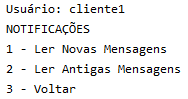 Usuário: cliente1
NOTIFICAÇÕES
1 - Ler Novas Mensagens
2 - Ler Antigas Mensagens
3 - Voltar